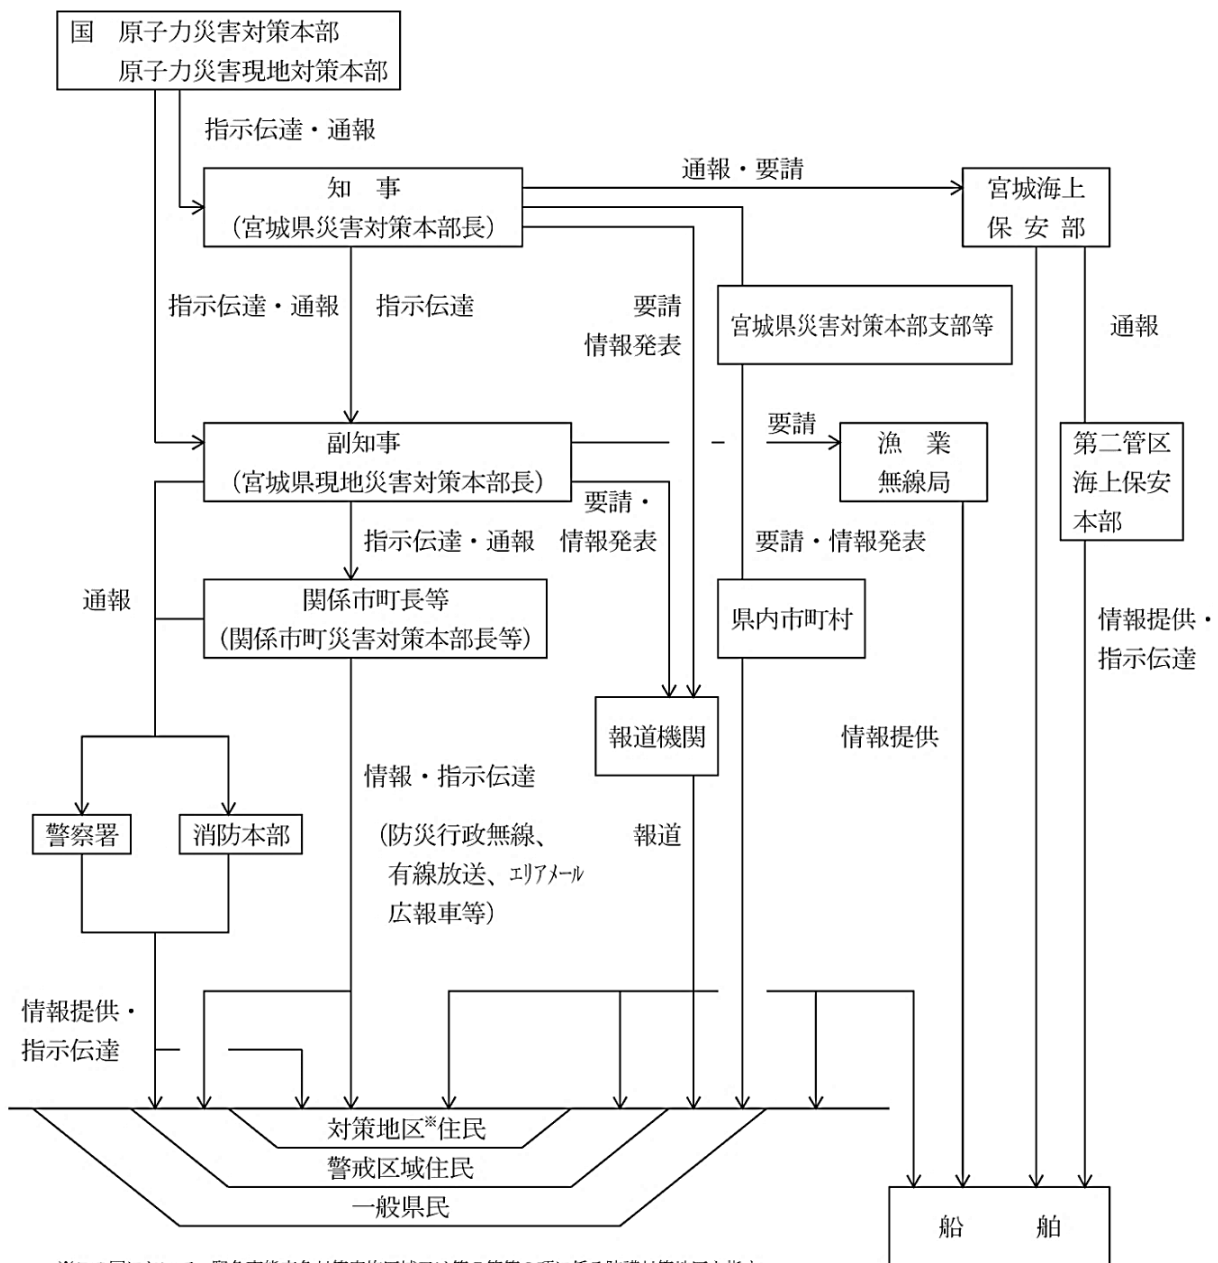 国　原子力災害対策本部
原子力災害現地対策本部
指示伝達・通報
知　事
（宮城県災害対策本部長）
通報・要請
宮城海上
保 安 部
指示伝達・通報
指示伝達
要請
情報発表
宮城県災害対策本部支部等
通報
副知事
（宮城県現地災害対策本部長）
要請
漁　業
無線局
第二管区
海上保安
本部
要請・
情報発表
指示伝達・通報
要請・情報発表
通報
関係市町長等
（関係市町災害対策本部長等）
県内市町村
情報提供・
指示伝達
報道機関
情報提供
情報・指示伝達
警察署
消防本部
（防災行政無線、
有線放送、エリアメール
広報車等）
報道
情報提供・
指示伝達
対策地区※住民
警戒区域住民
一般県民
船　舶